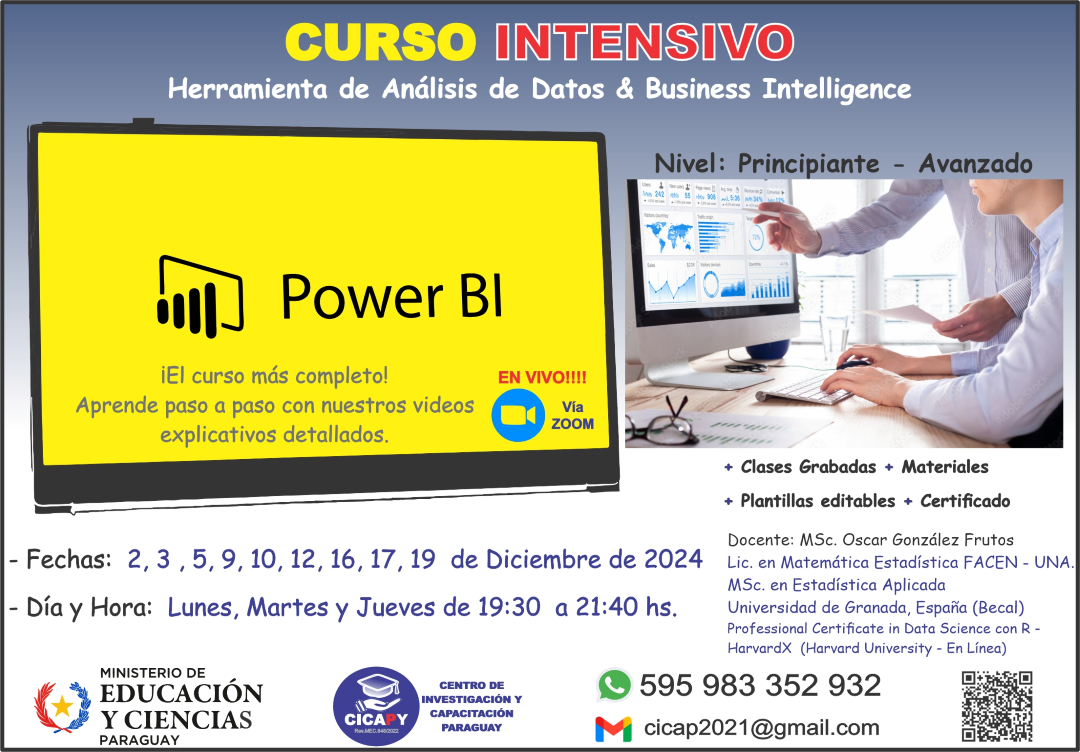 CURSO INTENSIVO
Herramienta de Análisis de Datos & Business Intelligence
Nivel: Principiante - Avanzado
Power BI
¡El curso más completo!
Aprende paso a paso con nuestros videos
explicativos detallados.
EN VIVO!!!!
Vía
ZOOM
+ Clases Grabadas + Materiales
+ Plantillas editables + Certificado
- Fechas: 2, 3 , 5, 9, 10, 12, 16, 17, 19 de Diciembre de 2024
- Día y Hora: Lunes, Martes y Jueves de 19:30 a 21:40 hs.
Docente: MSc. Oscar González Frutos
Lic. en Matemática Estadística FACEN - UNA.
MSc. en Estadística Aplicada
Universidad de Granada, España (Becal)
Professional Certificate in Data Science con R -
HarvardX (Harvard University - En Línea)
MINISTERIO DE
EDUCACIÓN
Y CIENCIAS
PARAGUAY
CICAPY
Res.MEC.848/2022
CENTRO DE
INVESTIGACIÓN Y
CAPACITACIÓN
PARAGUAY
595 983 352 932
cicap2021@gmail.com